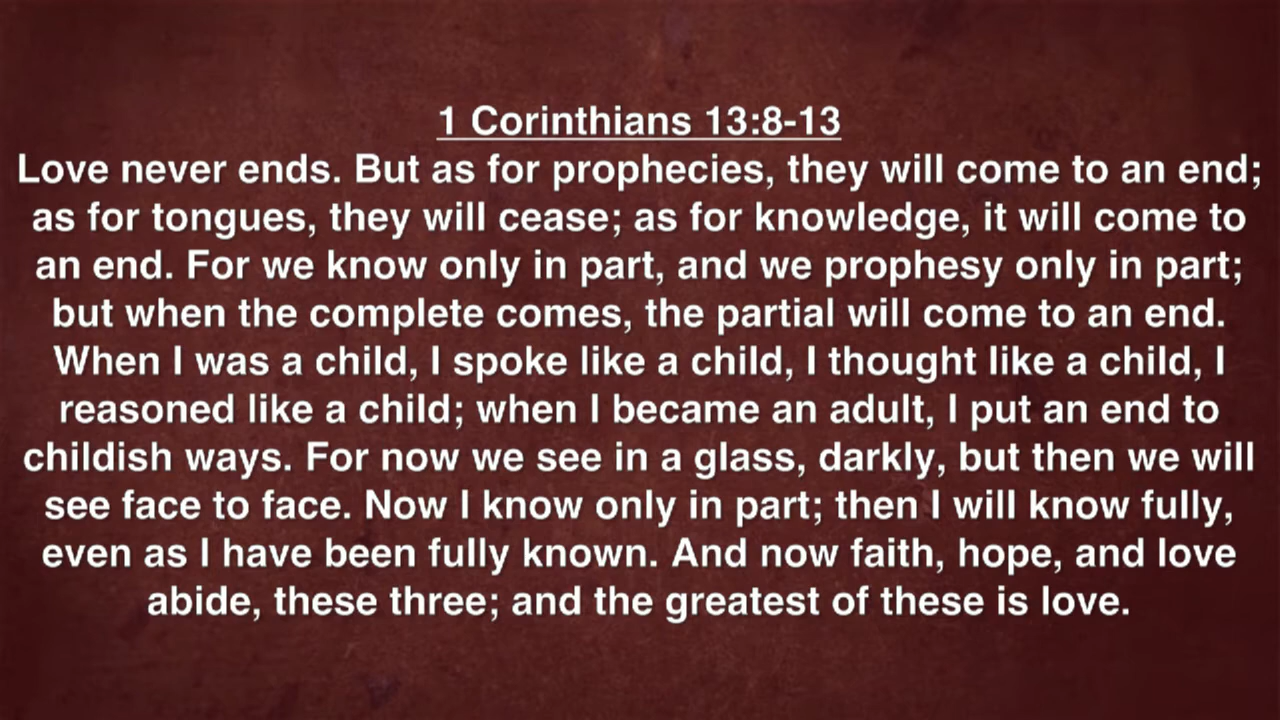 1 Corinthians 13:8-13
Love never ends. But as for prophecies, they will come to an end;
as for tongues, they will cease; as for knowledge, it will come to
an end. For we know only in part, and we prophesy only in part;
but when the complete comes, the partial will come to an end.
When I was a child, I spoke like a child, I thought like a child, I
reasoned like a child; when I became an adult, I put an end to
childish ways. For now we see in a glass, darkly, but then we will
see face to face. Now I know only in part; then I will know fully,
even as I have been fully known. And now faith, hope, and love
abide, these three; and the greatest of these is love.